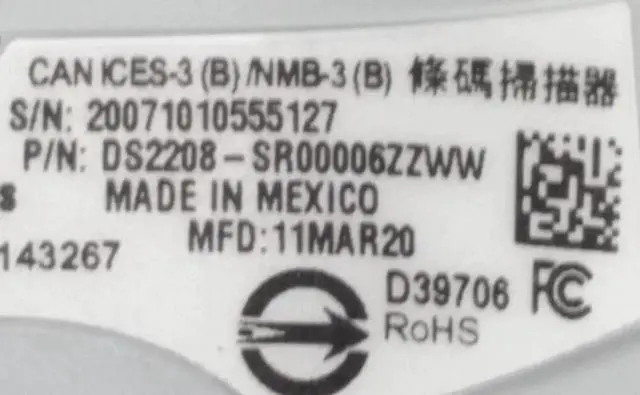 CAN ICES-3 (B) /NMB-3 (B) 條碼掃描器
S/N: 20071010555127
P/N: DS2208-SR00006ZZWW
s MADE IN MEXICO
MFD:11MAR20
143267
D39706 FC
RoHS